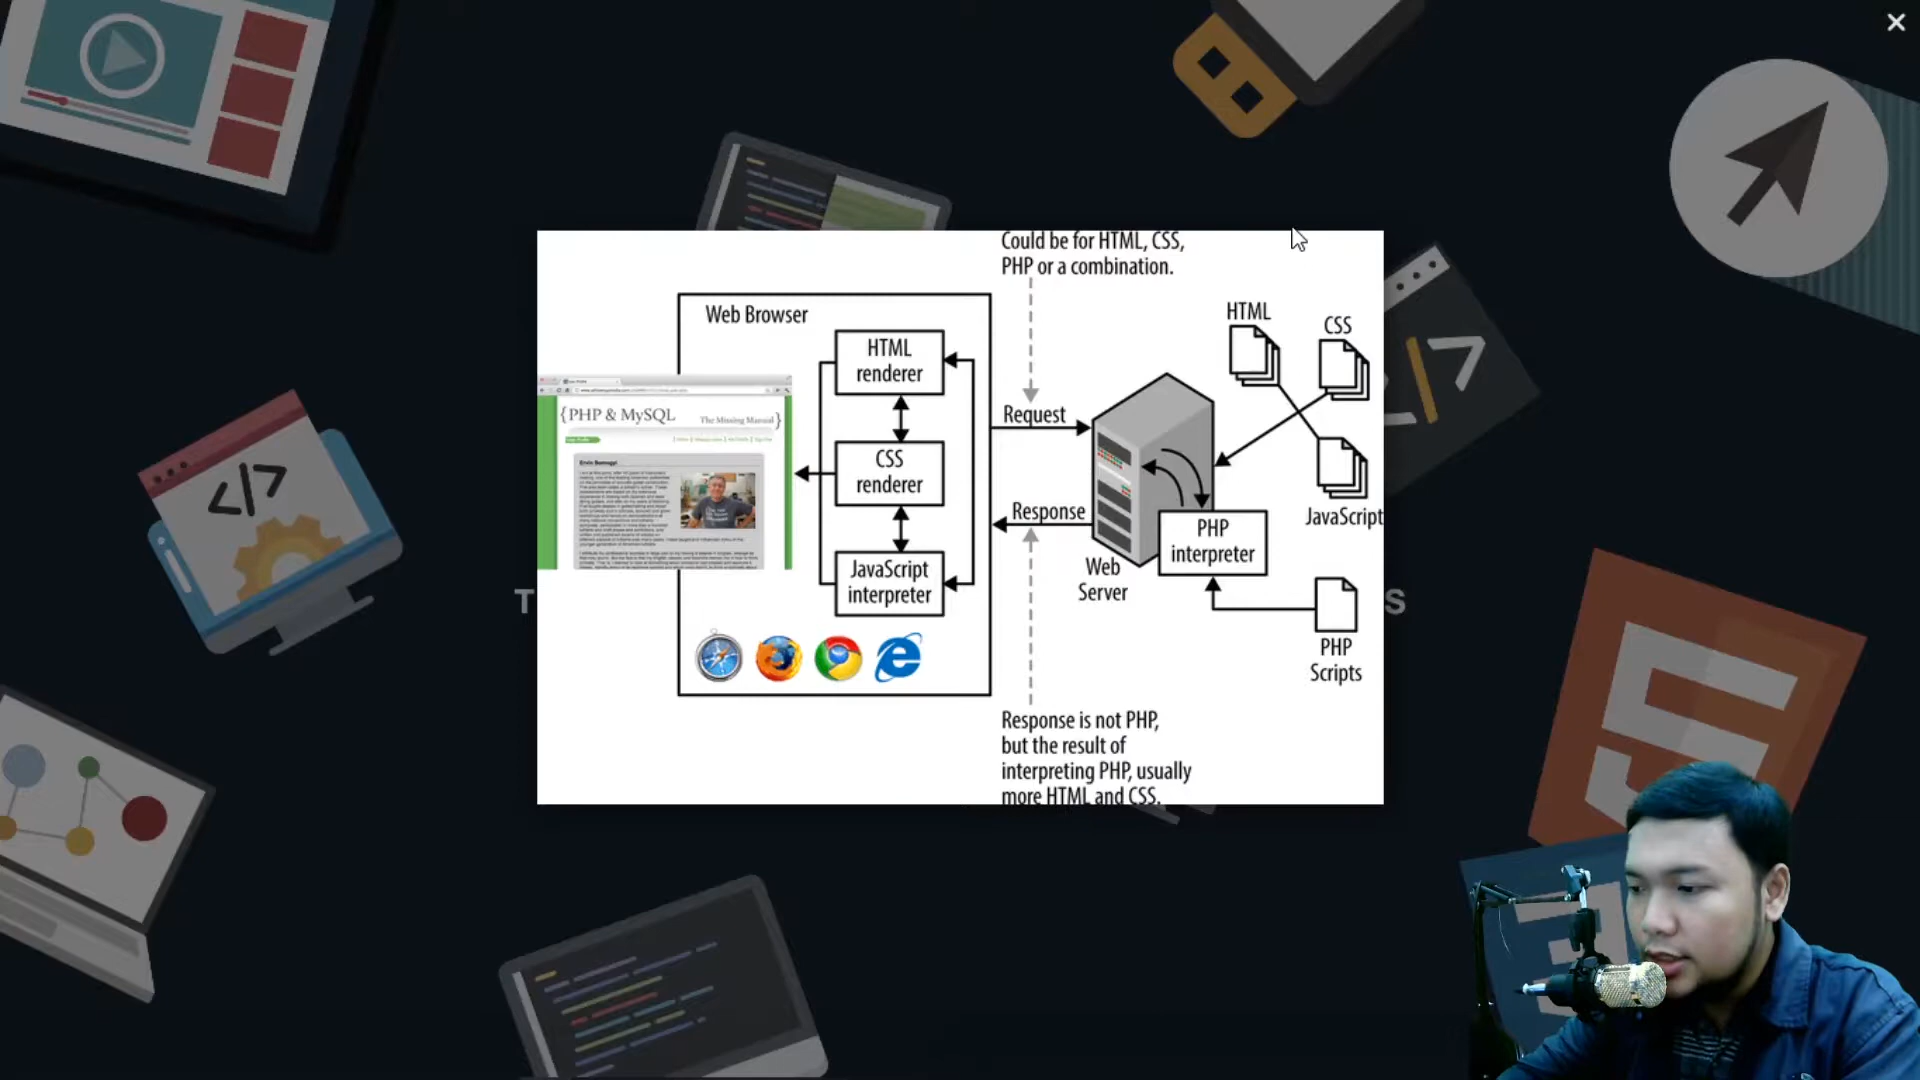 Could be for HTML, CSS,
PHP or a combination.
Web Browser
HTML
renderer
CSS
renderer
JavaScript
interpreter
{PHP & MySQL
The Missing Manual}
Request
Response
Web
Server
PHP
interpreter
HTML
CSS
JavaScript
PHP
Scripts
Response is not PHP,
but the result of
interpreting PHP, usually
more HTML and CSS.
T
S